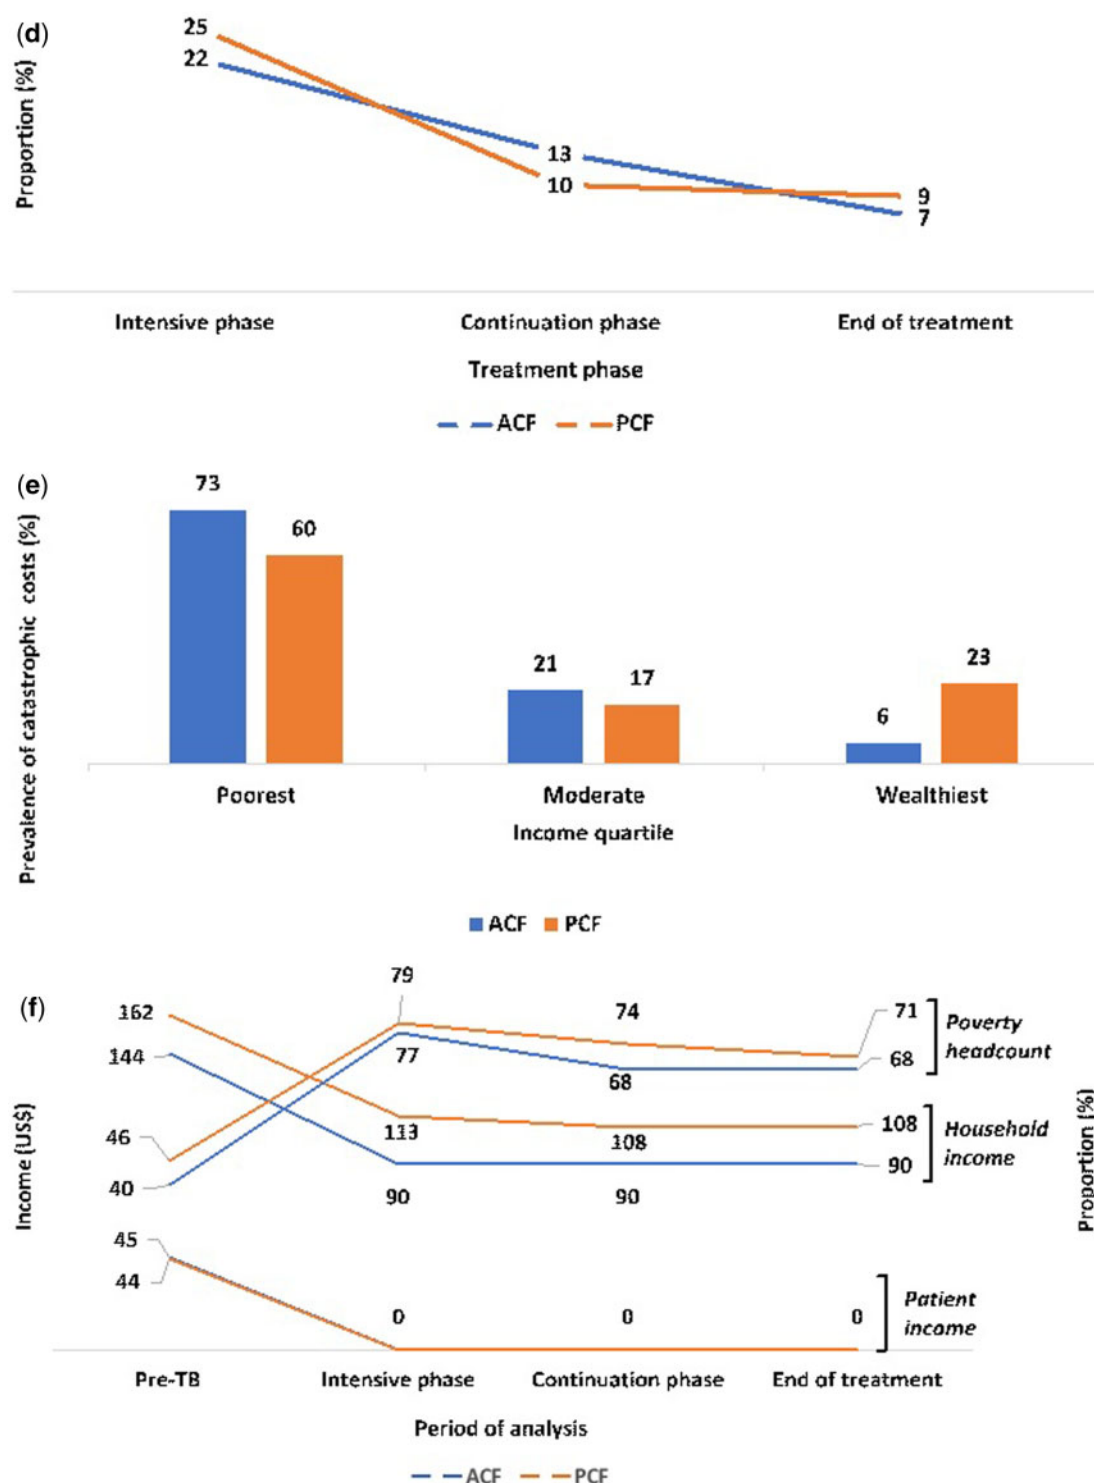 (d)
Proportion (%)
25
22
13
10
9
7
Intensive phase
Continuation phase
End of treatment
Treatment phase
ACF
PCF
(e)
Prevalence of catastrophic costs (%)
73
60
21
17
6
23
Poorest
Moderate
Wealthiest
Income quartile
ACF
PCF
(f)
Income (US$)
162
144
46
40
45
44
79
77
113
90
0
74
68
108
90
0
71
68
108
90
0
Poverty
headcount
Household
income
Patient
income
Proportion (%)
Pre-TB
Intensive phase
Continuation phase
End of treatment
Period of analysis
ACF
PCF